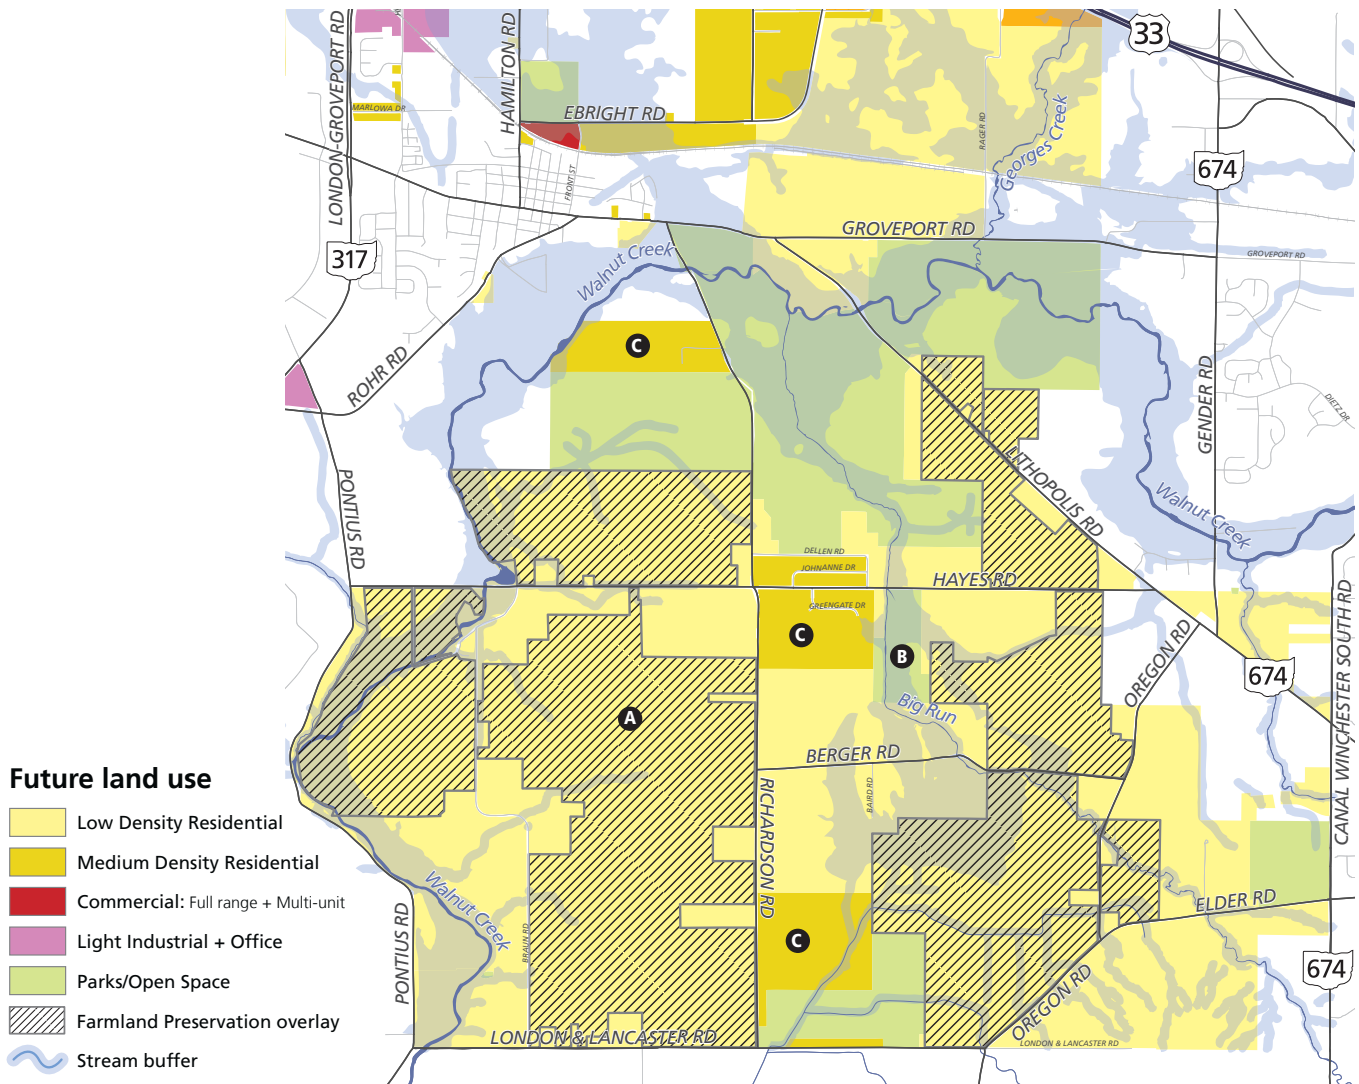 33
LONDON-GROVEPORT RD
HAMILTON RD
EBRIGHT RD
MARLOWA DR
RAGER RD
Georges Creek
674
FRONT ST
GROVEPORT RD
GROVEPORT RD
317
Walnut Creek
C
ROHR RD
GENDER RD
DIETZ DR
LITHOPOLIS RD
PONTIUS RD
Walnut Creek
DELLEN RD
JOHNANNE DR
HAYES RD
GREENGATE DR
C
B
OREGON RD
674
CANAL WINCHESTER SOUTH RD
A
Big Run
BERGER RD
BAIRD RD
RICHARDSON RD
Future land use
Low Density Residential
Medium Density Residential
Commercial: Full range + Multi-unit
Light Industrial + Office
Parks/Open Space
Farmland Preservation overlay
Stream buffer
Walnut Creek
PONTIUS RD
BRAUN RD
C
ELDER RD
674
OREGON RD
LONDON & LANCASTER RD
LONDON & LANCASTER RD